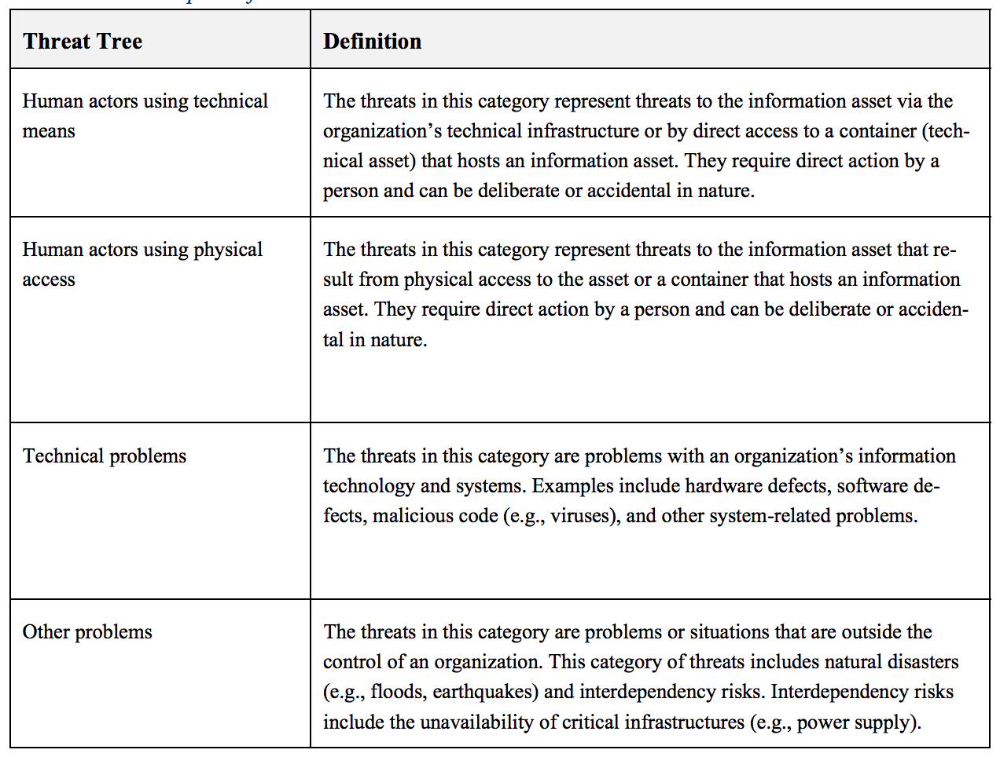 Threat Tree
Definition
Human actors using technical
means
The threats in this category represent threats to the information asset via the
organization’s technical infrastructure or by direct access to a container (tech-
nical asset) that hosts an information asset. They require direct action by a
person and can be deliberate or accidental in nature.
Human actors using physical
access
The threats in this category represent threats to the information asset that re-
sult from physical access to the asset or a container that hosts an information
asset. They require direct action by a person and can be deliberate or acciden-
tal in nature.
Technical problems
The threats in this category are problems with an organization’s information
technology and systems. Examples include hardware defects, software de-
fects, malicious code (e.g., viruses), and other system-related problems.
Other problems
The threats in this category are problems or situations that are outside the
control of an organization. This category of threats includes natural disasters
(e.g., floods, earthquakes) and interdependency risks. Interdependency risks
include the unavailability of critical infrastructures (e.g., power supply).